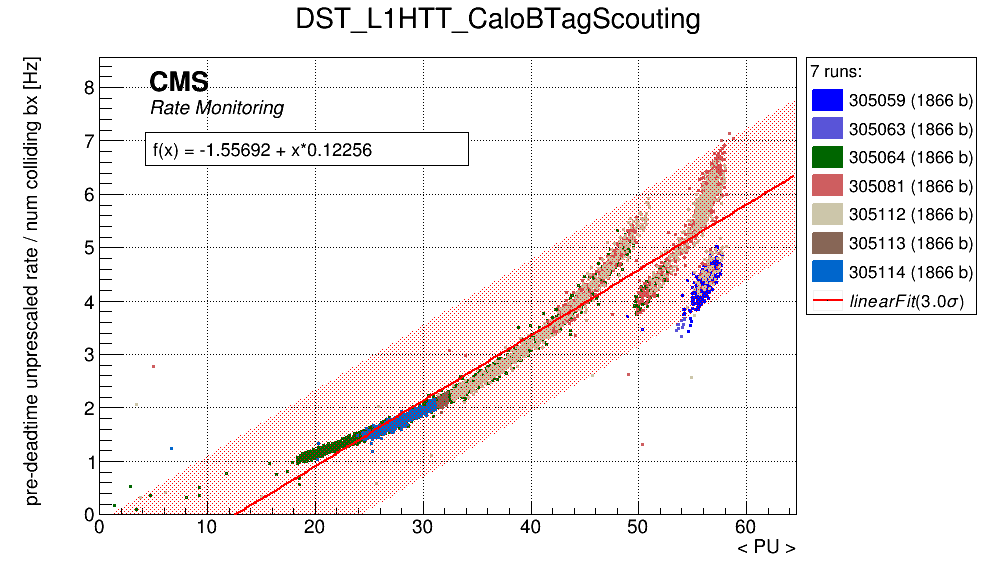 DST_L1HTT_CaloBTagScouting
pre-deadtime unprescaled rate / num colliding bx [Hz]
CMS
Rate Monitoring
f(x) = -1.55692 + x*0.12256
8
7
6
5
4
3
2
1
0
0 10 20 30 40 50 60
< PU >
7 runs:
305059 (1866 b)
305063 (1866 b)
305064 (1866 b)
305081 (1866 b)
305112 (1866 b)
305113 (1866 b)
305114 (1866 b)
linearFit(3.0σ)